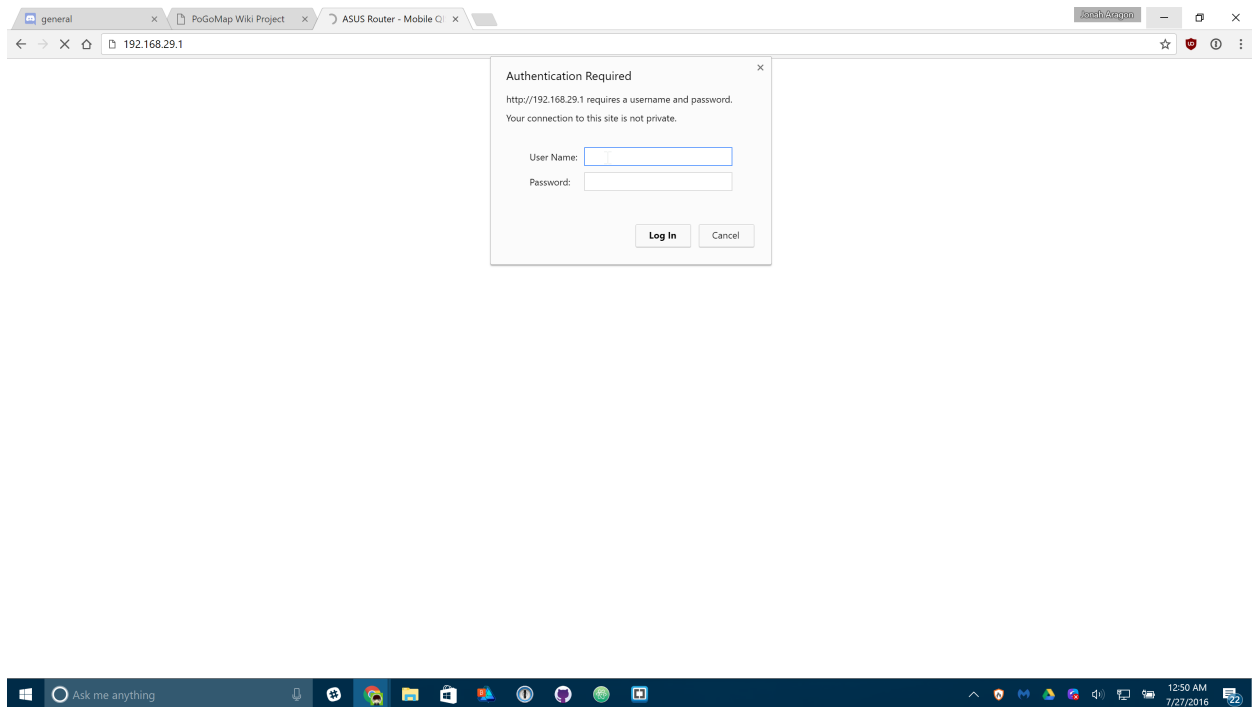 general
PoGoMap Wiki Project
ASUS Router - Mobile Q
Jonah Aragon
192.168.29.1
Authentication Required
http://192.168.29.1 requires a username and password.
Your connection to this site is not private.
User Name:
Password:
Log In
Cancel
Ask me anything
12:50 AM
7/27/2016
22